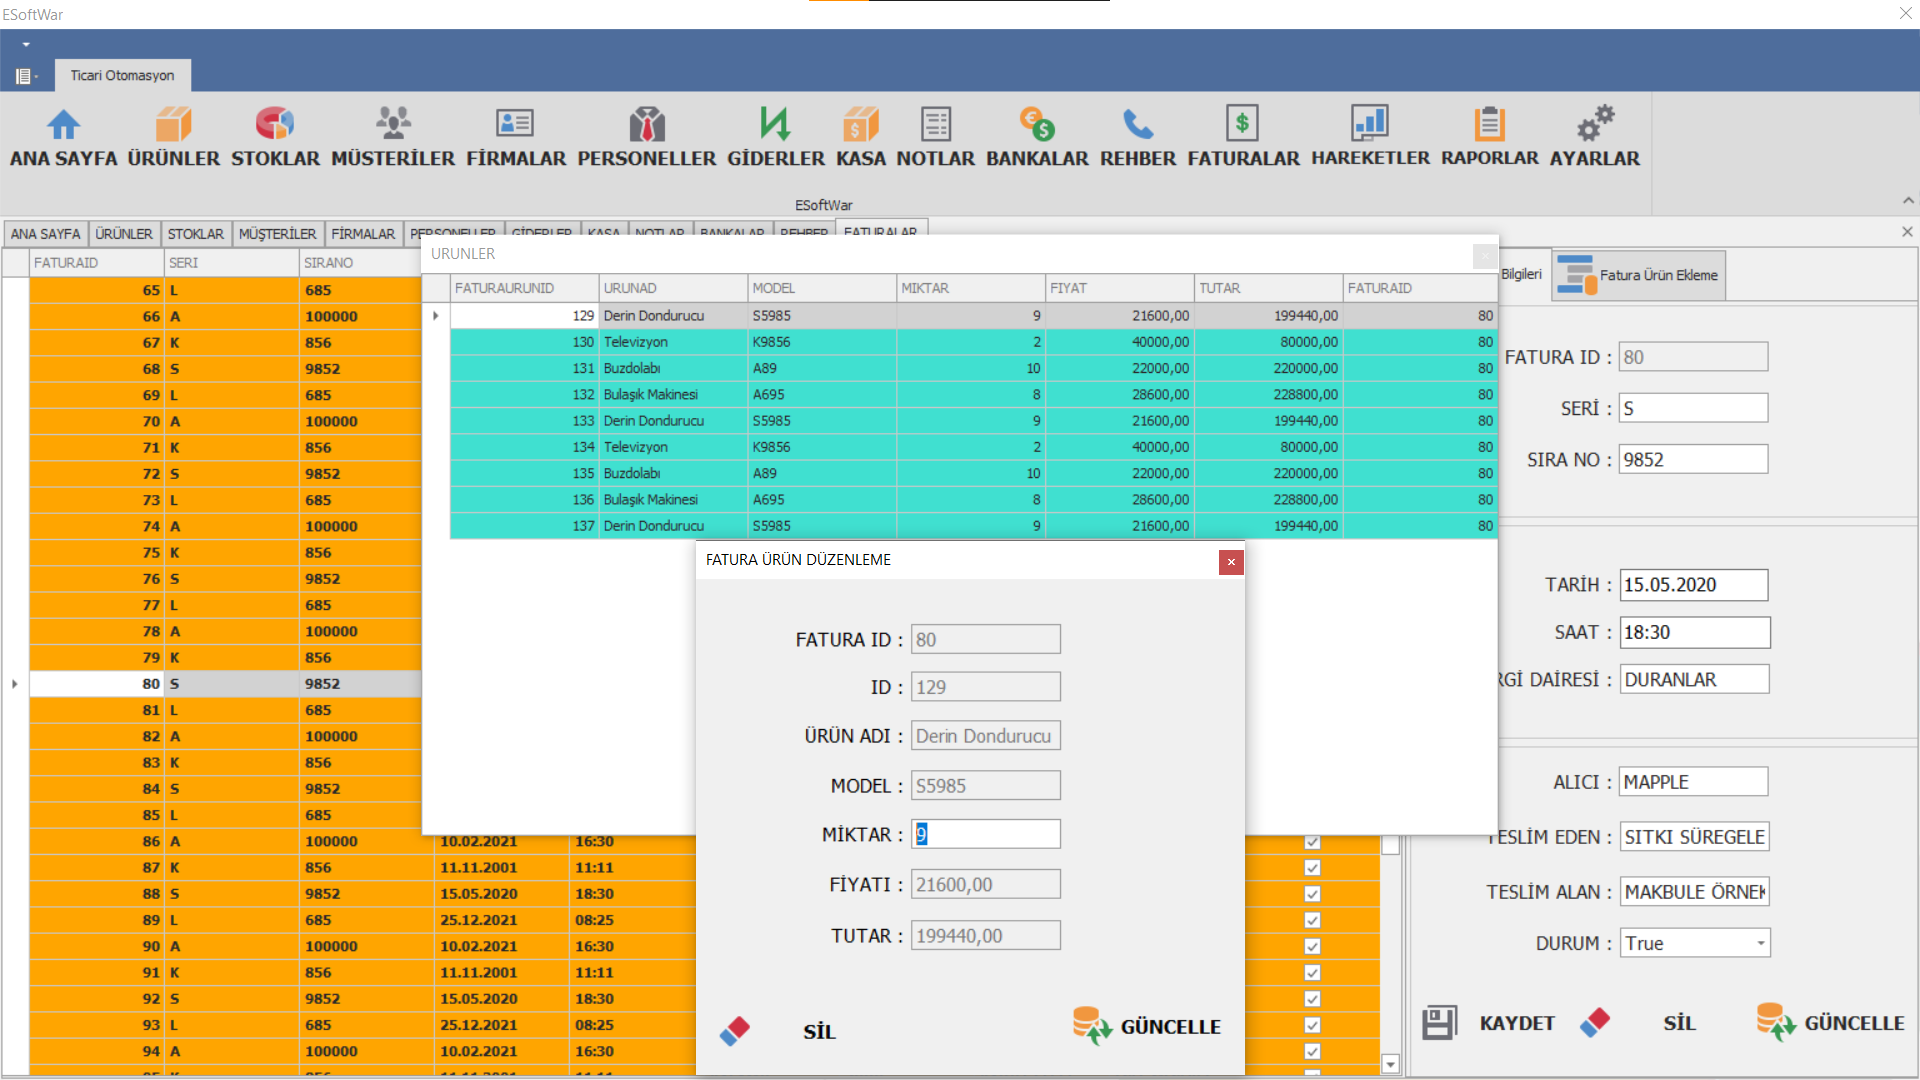 ESoftWar
Ticari Otomasyon
ANA SAYFA ÜRÜNLER STOKLAR MÜSTERİLER FİRMALAR PERSONELLER GİDERLER KASA NOTLAR BANKALAR REHBER FATURALAR HAREKETLER RAPORLAR AYARLAR
ESoftWar
ANA SAYFA ÜRÜNLER STOKLAR MÜŞTERİLER FİRMALAR PERSONELLER GİDERLER KASA NOTLAR BANKALAR REHBER FATURALAR
FATURAID SERI SIRANO
65 L 685
66 A 100000
67 K 856
68 S 9852
69 L 685
70 A 100000
71 K 856
72 S 9852
73 L 685
74 A 100000
75 K 856
76 S 9852
77 L 685
78 A 100000
79 K 856
80 S 9852
81 L 685
82 A 100000
83 K 856
84 S 9852
85 L 685
86 A 100000 10.02.2021 16:30
87 K 856 11.11.2001 11:11
88 S 9852 15.05.2020 18:30
89 L 685 25.12.2021 08:25
90 A 100000 10.02.2021 16:30
91 K 856 11.11.2001 11:11
92 S 9852 15.05.2020 18:30
93 L 685 25.12.2021 08:25
94 A 100000 10.02.2021 16:30
URUNLER
FATURAURUNID URUNAD MODEL MIKTAR FIYAT TUTAR FATURAID
129 Derin Dondurucu S5985 9 21600,00 199440,00 80
130 Televizyon K9856 2 40000,00 80000,00 80
131 Buzdolabı A89 10 22000,00 220000,00 80
132 Bulaşık Makinesi A695 8 28600,00 228800,00 80
133 Derin Dondurucu S5985 9 21600,00 199440,00 80
134 Televizyon K9856 2 40000,00 80000,00 80
135 Buzdolabı A89 10 22000,00 220000,00 80
136 Bulaşık Makinesi A695 8 28600,00 228800,00 80
137 Derin Dondurucu S5985 9 21600,00 199440,00 80
FATURA ÜRÜN DÜZENLEME
FATURA ID : 80
ID : 129
ÜRÜN ADI : Derin Dondurucu
MODEL : S5985
MİKTAR : 9
FİYATI : 21600,00
TUTAR : 199440,00
SİL GÜNCELLE
Bilgileri Fatura Ürün Ekleme
FATURA ID : 80
SERİ : S
SIRA NO : 9852
TARİH : 15.05.2020
SAAT : 18:30
RGİ DAİRESİ : DURANLAR
ALICI : MAPPLE
TESLİM EDEN : SITKI SÜREGELE
TESLİM ALAN : MAKBULE ÖRNEK
DURUM : True
KAYDET SİL GÜNCELLE